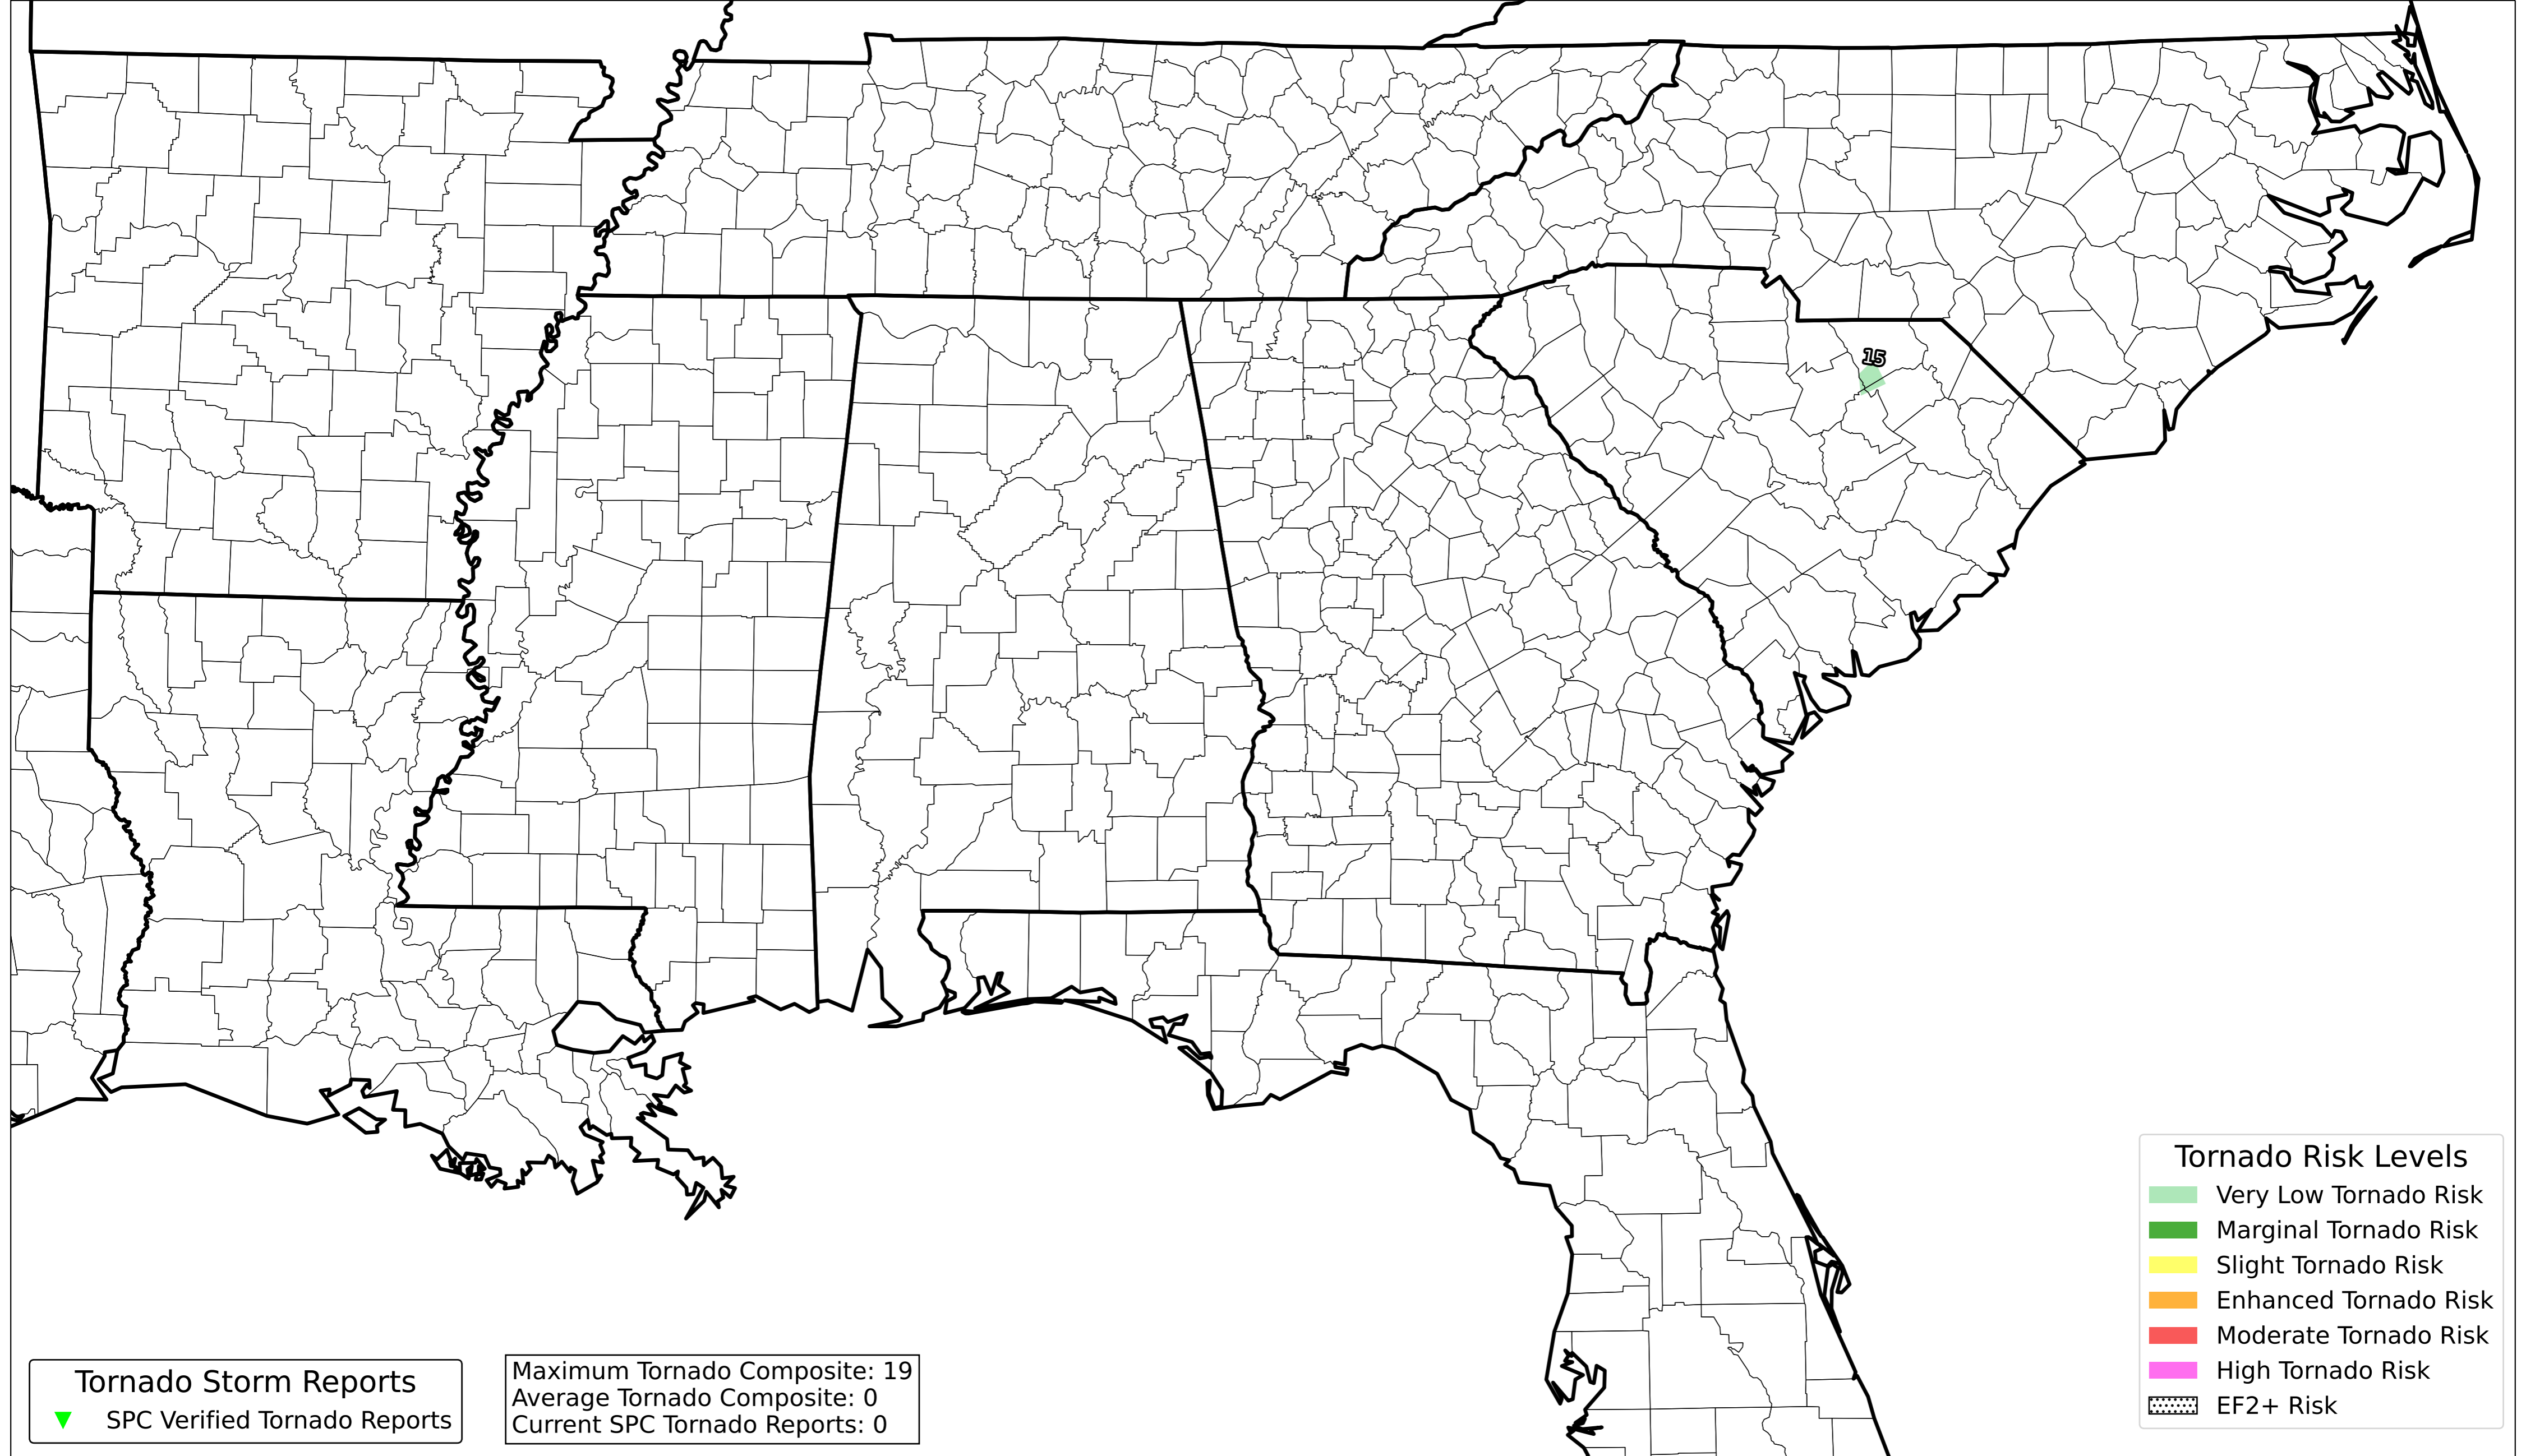 15
Tornado Risk Levels
Very Low Tornado Risk
Marginal Tornado Risk
Slight Tornado Risk
Enhanced Tornado Risk
Moderate Tornado Risk
High Tornado Risk
EF2+ Risk
Tornado Storm Reports
SPC Verified Tornado Reports
Maximum Tornado Composite: 19
Average Tornado Composite: 0
Current SPC Tornado Reports: 0